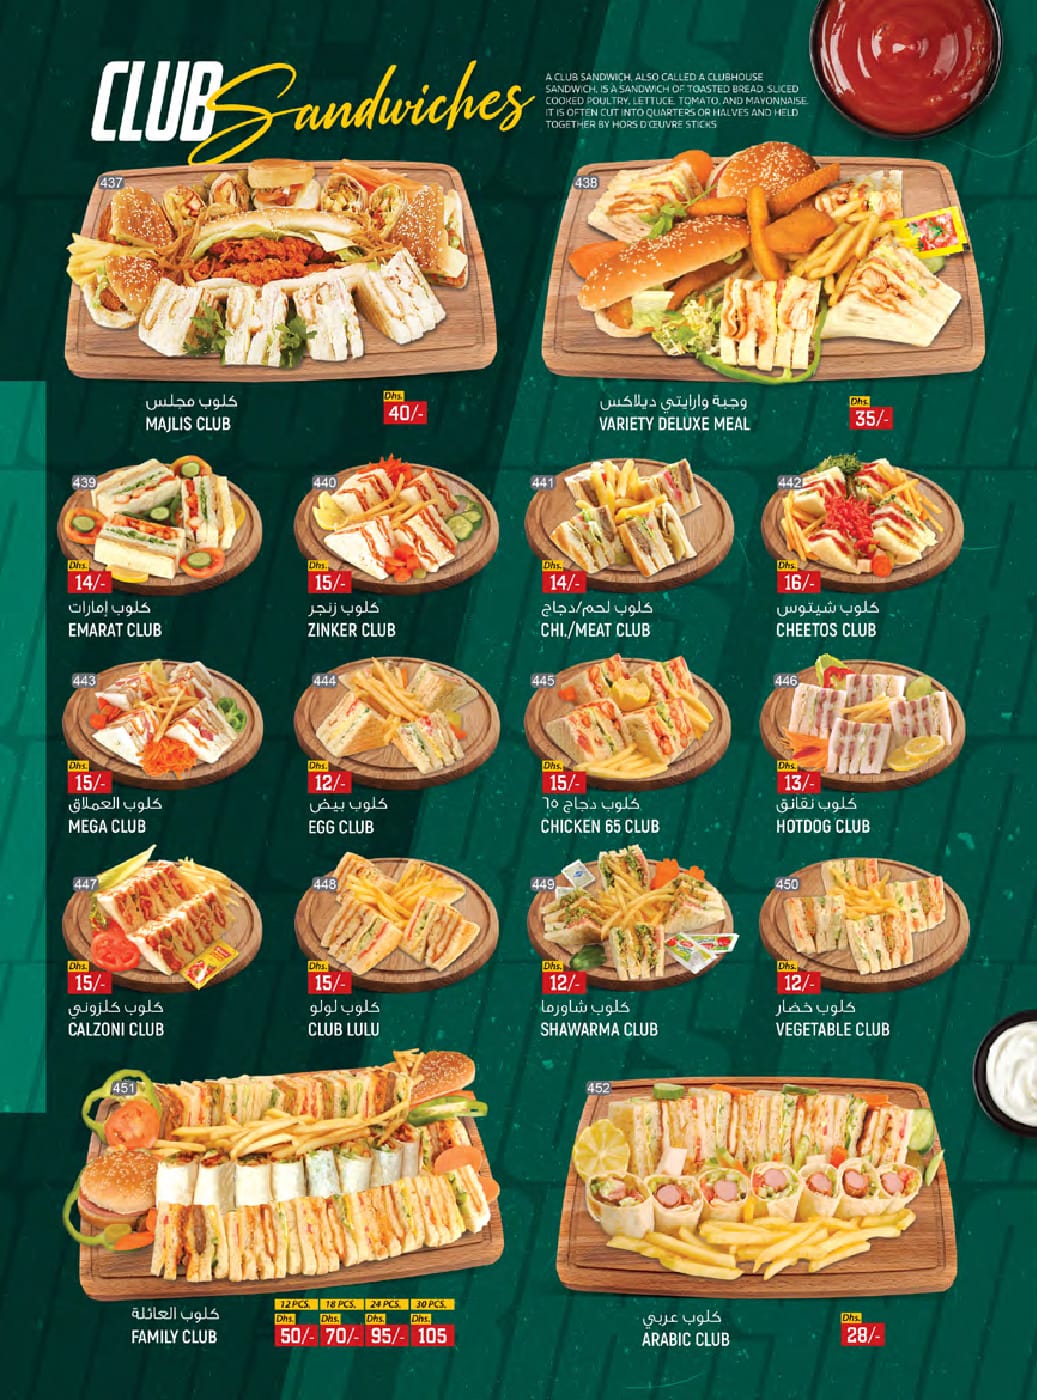 CLUB Sandwiches
A CLUB SANDWICH, ALSO CALLED A CLUBHOUSE
SANDWICH, IS A SANDWICH OF TOASTED BREAD, SLICED
COOKED POULTRY, LETTUCE, TOMATO, AND MAYONNAISE.
IT IS OFTEN CUT INTO QUARTERS OR HALVES AND HELD
TOGETHER BY HORS D'ŒUVRE STICKS
437
كلوب مجلس
MAJLIS CLUB
Dhs.
40/-
438
وجبة وارايتي ديلاكس
VARIETY DELUXE MEAL
Dhs.
35/-
439
Dhs.
14/-
كلوب إمارات
EMARAT CLUB
440
Dhs.
15/-
كلوب زنجر
ZINKER CLUB
441
Dhs.
14/-
كلوب لحم/دجاج
CHI./MEAT CLUB
442
Dhs.
16/-
كلوب شيتوس
CHEETOS CLUB
443
Dhs.
15/-
كلوب العملاق
MEGA CLUB
444
Dhs.
12/-
كلوب بيض
EGG CLUB
445
Dhs.
15/-
كلوب دجاج ٦٥
CHICKEN 65 CLUB
446
Dhs.
13/-
كلوب نقانق
HOTDOG CLUB
447
Dhs.
15/-
كلوب كلزوني
CALZONI CLUB
448
Dhs.
15/-
كلوب لولو
CLUB LULU
449
Dhs.
12/-
كلوب شاورما
SHAWARMA CLUB
450
Dhs.
12/-
كلوب خضار
VEGETABLE CLUB
451
كلوب العائلة
FAMILY CLUB
12 PCS. 18 PCS. 24 PCS. 30 PCS.
Dhs. Dhs. Dhs. Dhs.
50/- 70/- 95/- 105
452
كلوب عربي
ARABIC CLUB
Dhs.
28/-